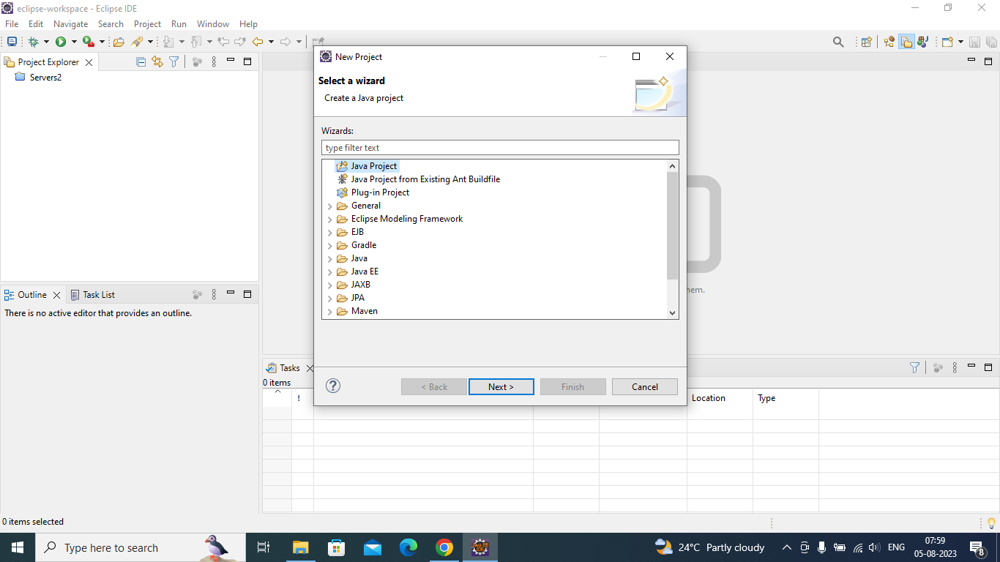 eclipse-workspace - Eclipse IDE
File Edit Navigate Search Project Run Window Help
Project Explorer
Servers2
Outline Task List
There is no active editor that provides an outline.
New Project
Select a wizard
Create a Java project
Wizards:
type filter text
Java Project
Java Project from Existing Ant Buildfile
Plug-in Project
General
Eclipse Modeling Framework
EJB
Gradle
Java
Java EE
JAXB
JPA
Maven
< Back Next > Finish Cancel
hem.
Tasks
0 items
! Location Type
0 items selected
Type here to search
Java EE
IDE
24°C Partly cloudy
ENG
07:59
05-08-2023
8